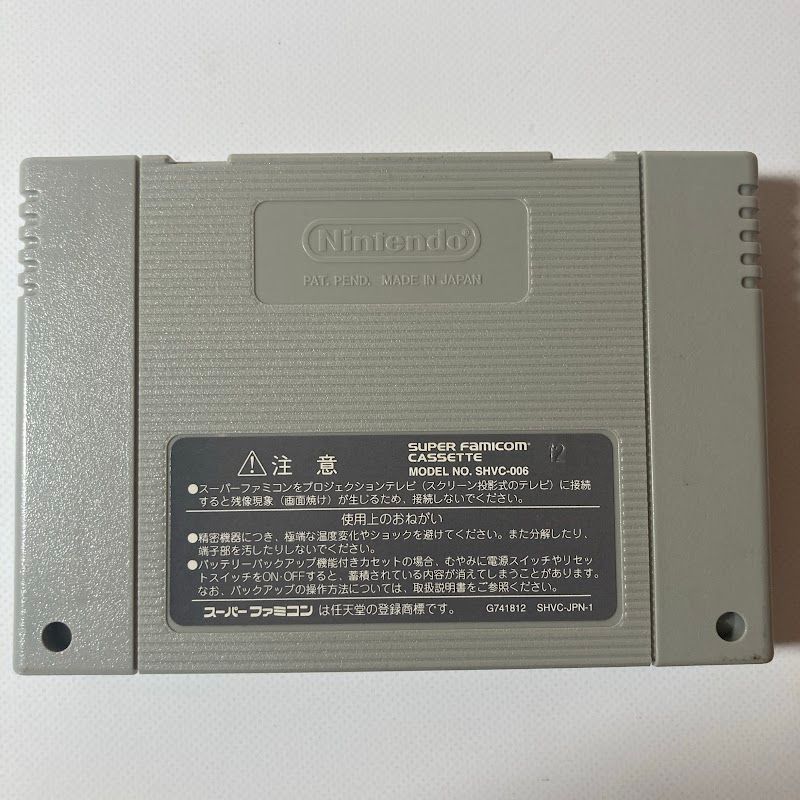 Nintendo®
PAT. PEND. MADE IN JAPAN
注意
SUPER FAMICOM
CASSETTE
MODEL NO. SHVC-006
12
●スーパーファミコンをプロジェクションテレビ（スクリーン投影式のテレビ）に接続
すると残像現象（画面焼け）が生じるため、接続しないでください。
使用上のおねがい
●精密機器につき、極端な温度変化やショックを避けてください。また分解したり、
端子部を汚したりしないでください。
●バッテリーバックアップ機能付きカセットの場合、むやみに電源スイッチやリセッ
トスイッチをON・OFFすると、蓄積されている内容が消えてしまうことがあります。
なお、バックアップの操作方法については、取扱説明書をご参照ください。
スーパーファミコンは任天堂の登録商標です。 G741812 SHVC-JPN-1